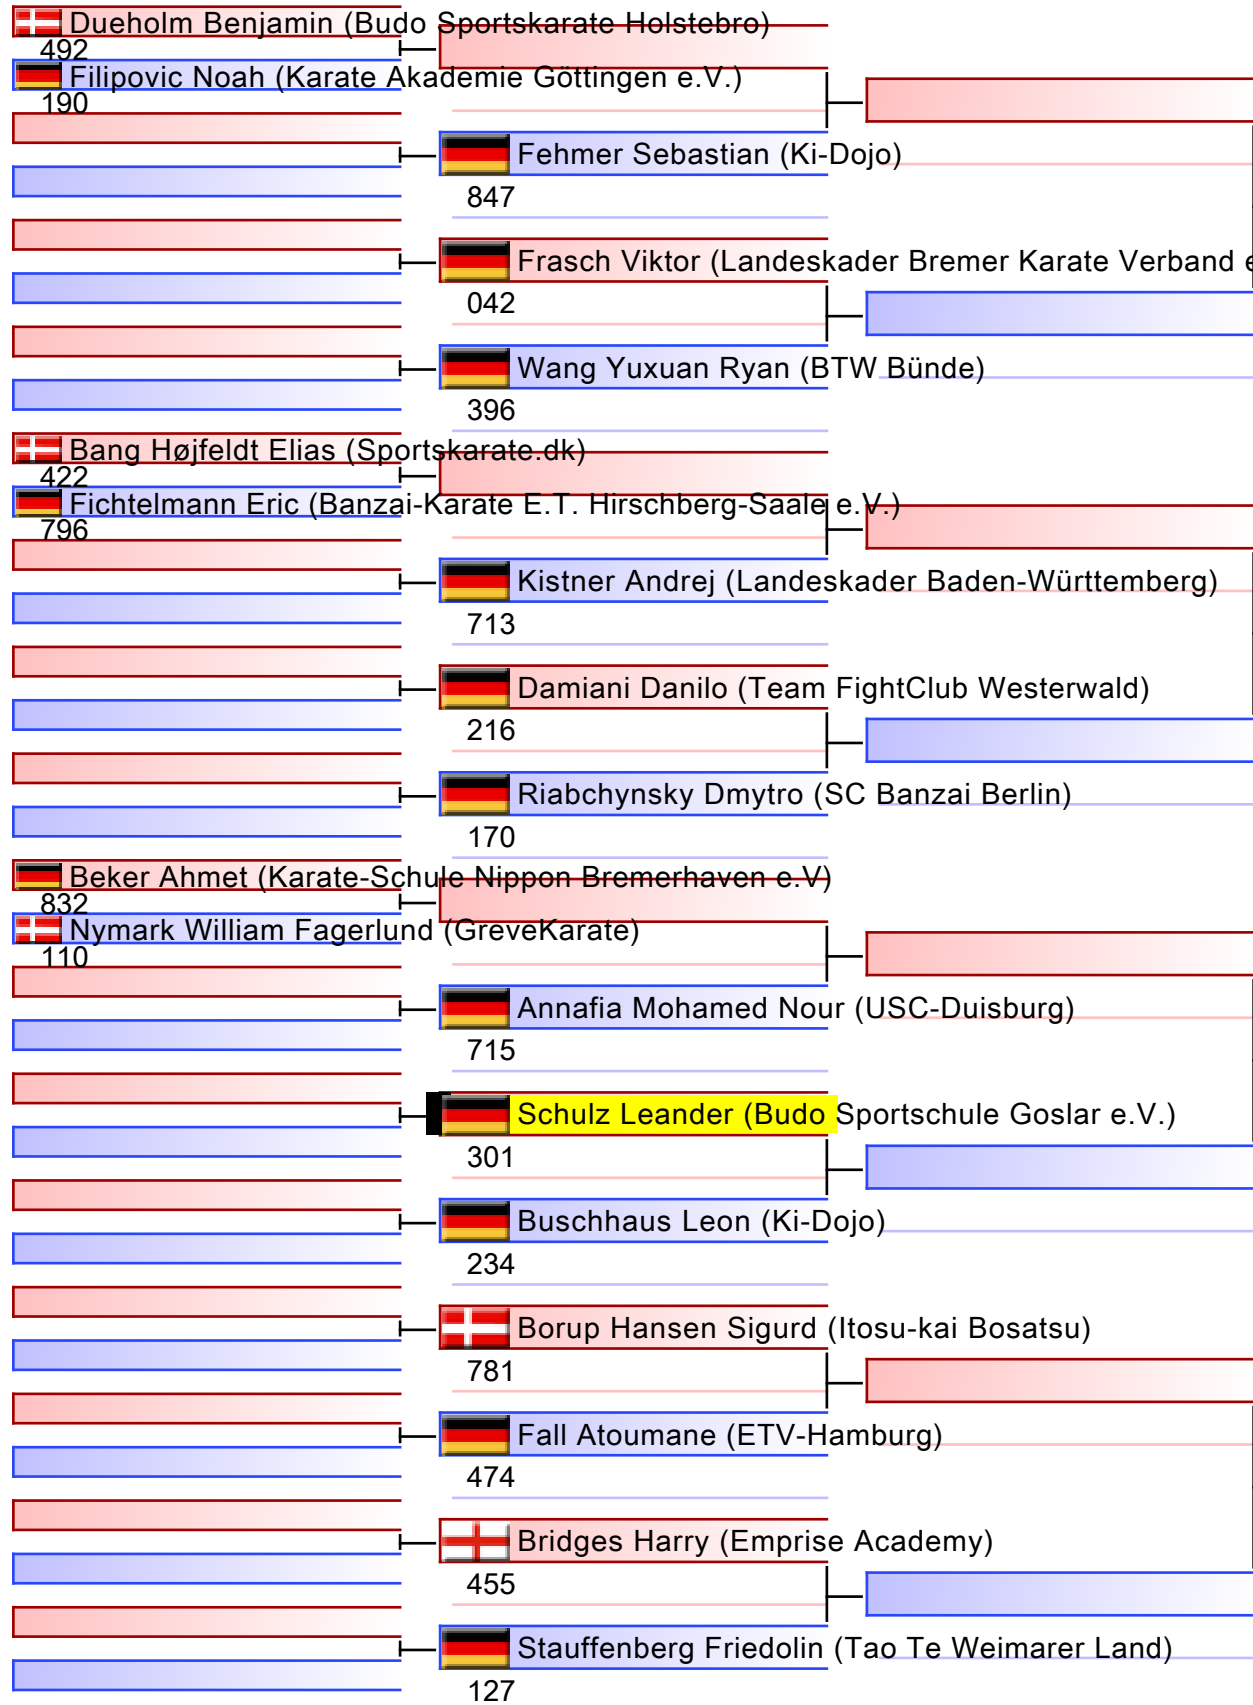 Dueholm Benjamin (Budo Sportskarate Holstebro)
492
Filipovic Noah (Karate Akademie Göttingen e.V.)
190
Fehmer Sebastian (Ki-Dojo)
847
Frasch Viktor (Landeskader Bremer Karate Verband e
042
Wang Yuxuan Ryan (BTW Bünde)
396
Bang Højfeldt Elias (Sportskarate.dk)
422
Fichtelmann Eric (Banzai-Karate E.T. Hirschberg-Saale e.V.)
796
Kistner Andrej (Landeskader Baden-Württemberg)
713
Damiani Danilo (Team FightClub Westerwald)
216
Riabchynsky Dmytro (SC Banzai Berlin)
170
Beker Ahmet (Karate-Schule Nippon Bremerhaven e.V)
832
Nymark William Fagerlund (GreveKarate)
110
Annafia Mohamed Nour (USC-Duisburg)
715
Schulz Leander (Budo Sportschule Goslar e.V.)
301
Buschhaus Leon (Ki-Dojo)
234
Borup Hansen Sigurd (Itosu-kai Bosatsu)
781
Fall Atoumane (ETV-Hamburg)
474
Bridges Harry (Emprise Academy)
455
Stauffenberg Friedolin (Tao Te Weimarer Land)
127